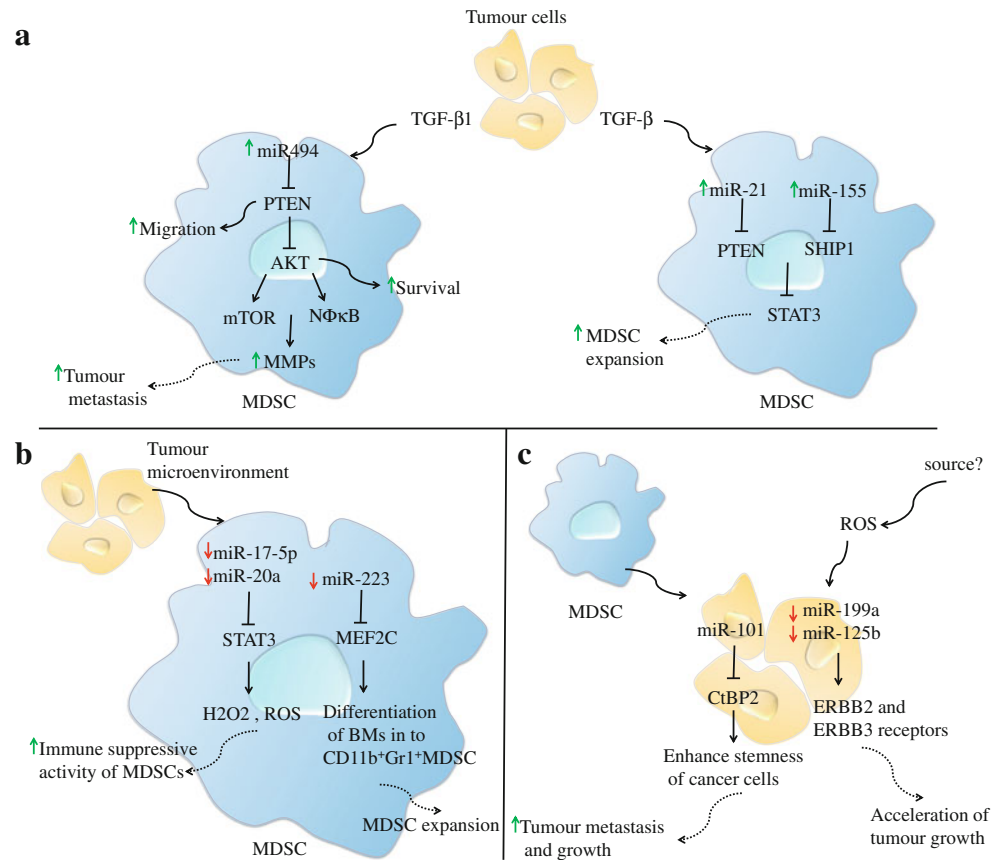 a
Tumour cells
TGF-β1
TGF-β
↑miR494
PTEN
↑Migration
AKT
↑Survival
mTOR
NΦκB
↑MMPs
↑Tumour
metastasis
MDSC
↑miR-21
↑miR-155
PTEN
SHIP1
STAT3
↑MDSC
expansion
MDSC
b
Tumour
microenvironment
↓miR-17-5p
↓miR-20a
↓miR-223
STAT3
MEF2C
H2O2 , ROS
Differentiation
of BMs in to
CD11b⁺Gr1⁺MDSC
↑Immune suppressive
activity of MDSCs
MDSC expansion
MDSC
c
source?
ROS
MDSC
miR-101
↓miR-199a
↓miR-125b
CtBP2
ERBB2 and
ERBB3 receptors
Enhance stemness
of cancer cells
↑Tumour metastasis
and growth
Acceleration of
tumour growth